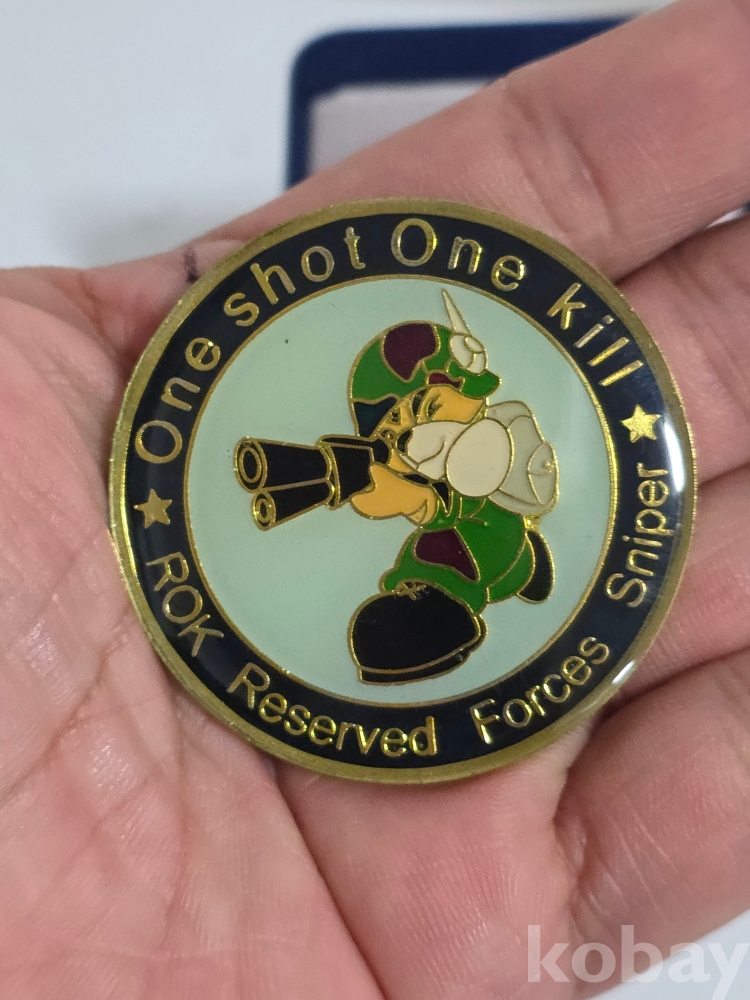 One shot One kill
ROK Reserved Forces Sniper
kobay